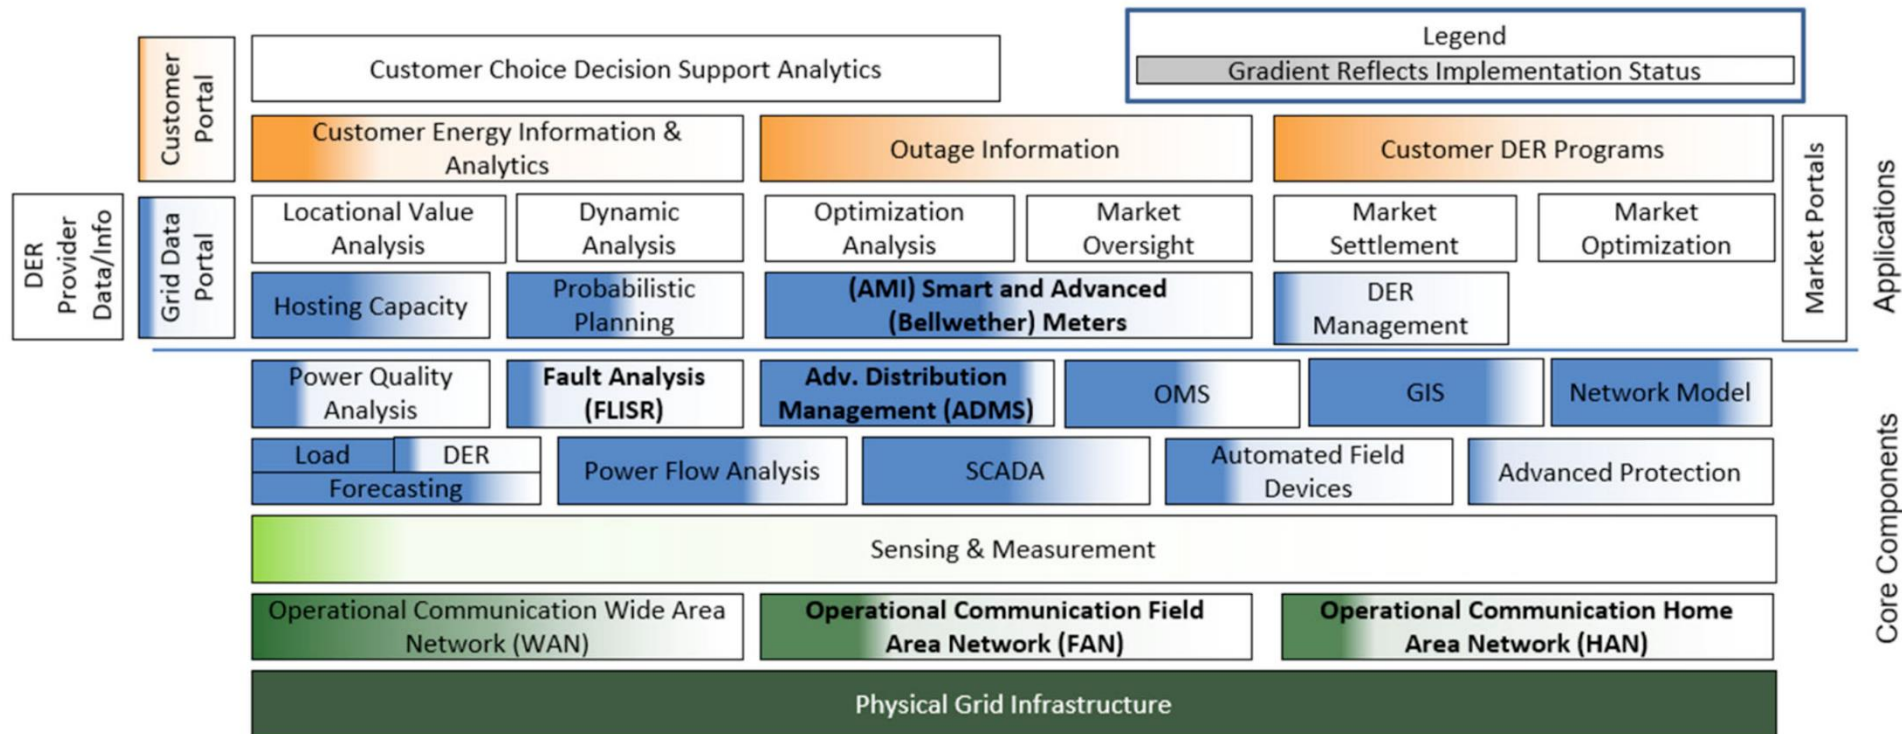 Legend
Gradient Reflects Implementation Status
Customer
Portal
Customer Choice Decision Support Analytics
Customer Energy Information &
Analytics
Outage Information
Customer DER Programs
Market Portals
Applications
DER
Provider
Data/Info
Grid Data
Portal
Locational Value
Analysis
Dynamic
Analysis
Optimization
Analysis
Market
Oversight
Market
Settlement
Market
Optimization
Hosting Capacity
Probabilistic
Planning
(AMI) Smart and Advanced
(Bellwether) Meters
DER
Management
Power Quality
Analysis
Fault Analysis
(FLISR)
Adv. Distribution
Management (ADMS)
OMS
GIS
Network Model
Core Components
Load
DER
Forecasting
Power Flow Analysis
SCADA
Automated Field
Devices
Advanced Protection
Sensing & Measurement
Operational Communication Wide Area
Network (WAN)
Operational Communication Field
Area Network (FAN)
Operational Communication Home
Area Network (HAN)
Physical Grid Infrastructure